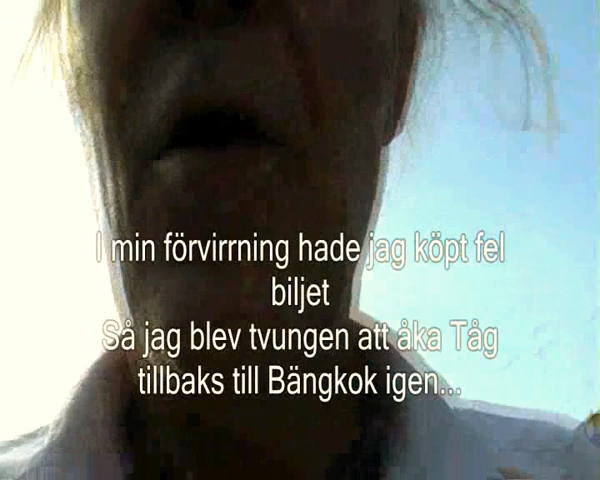 I min förvirrning hade jag köpt fel
biljet
Så jag blev tvungen att åka Tåg
tillbaks till Bängkok igen...